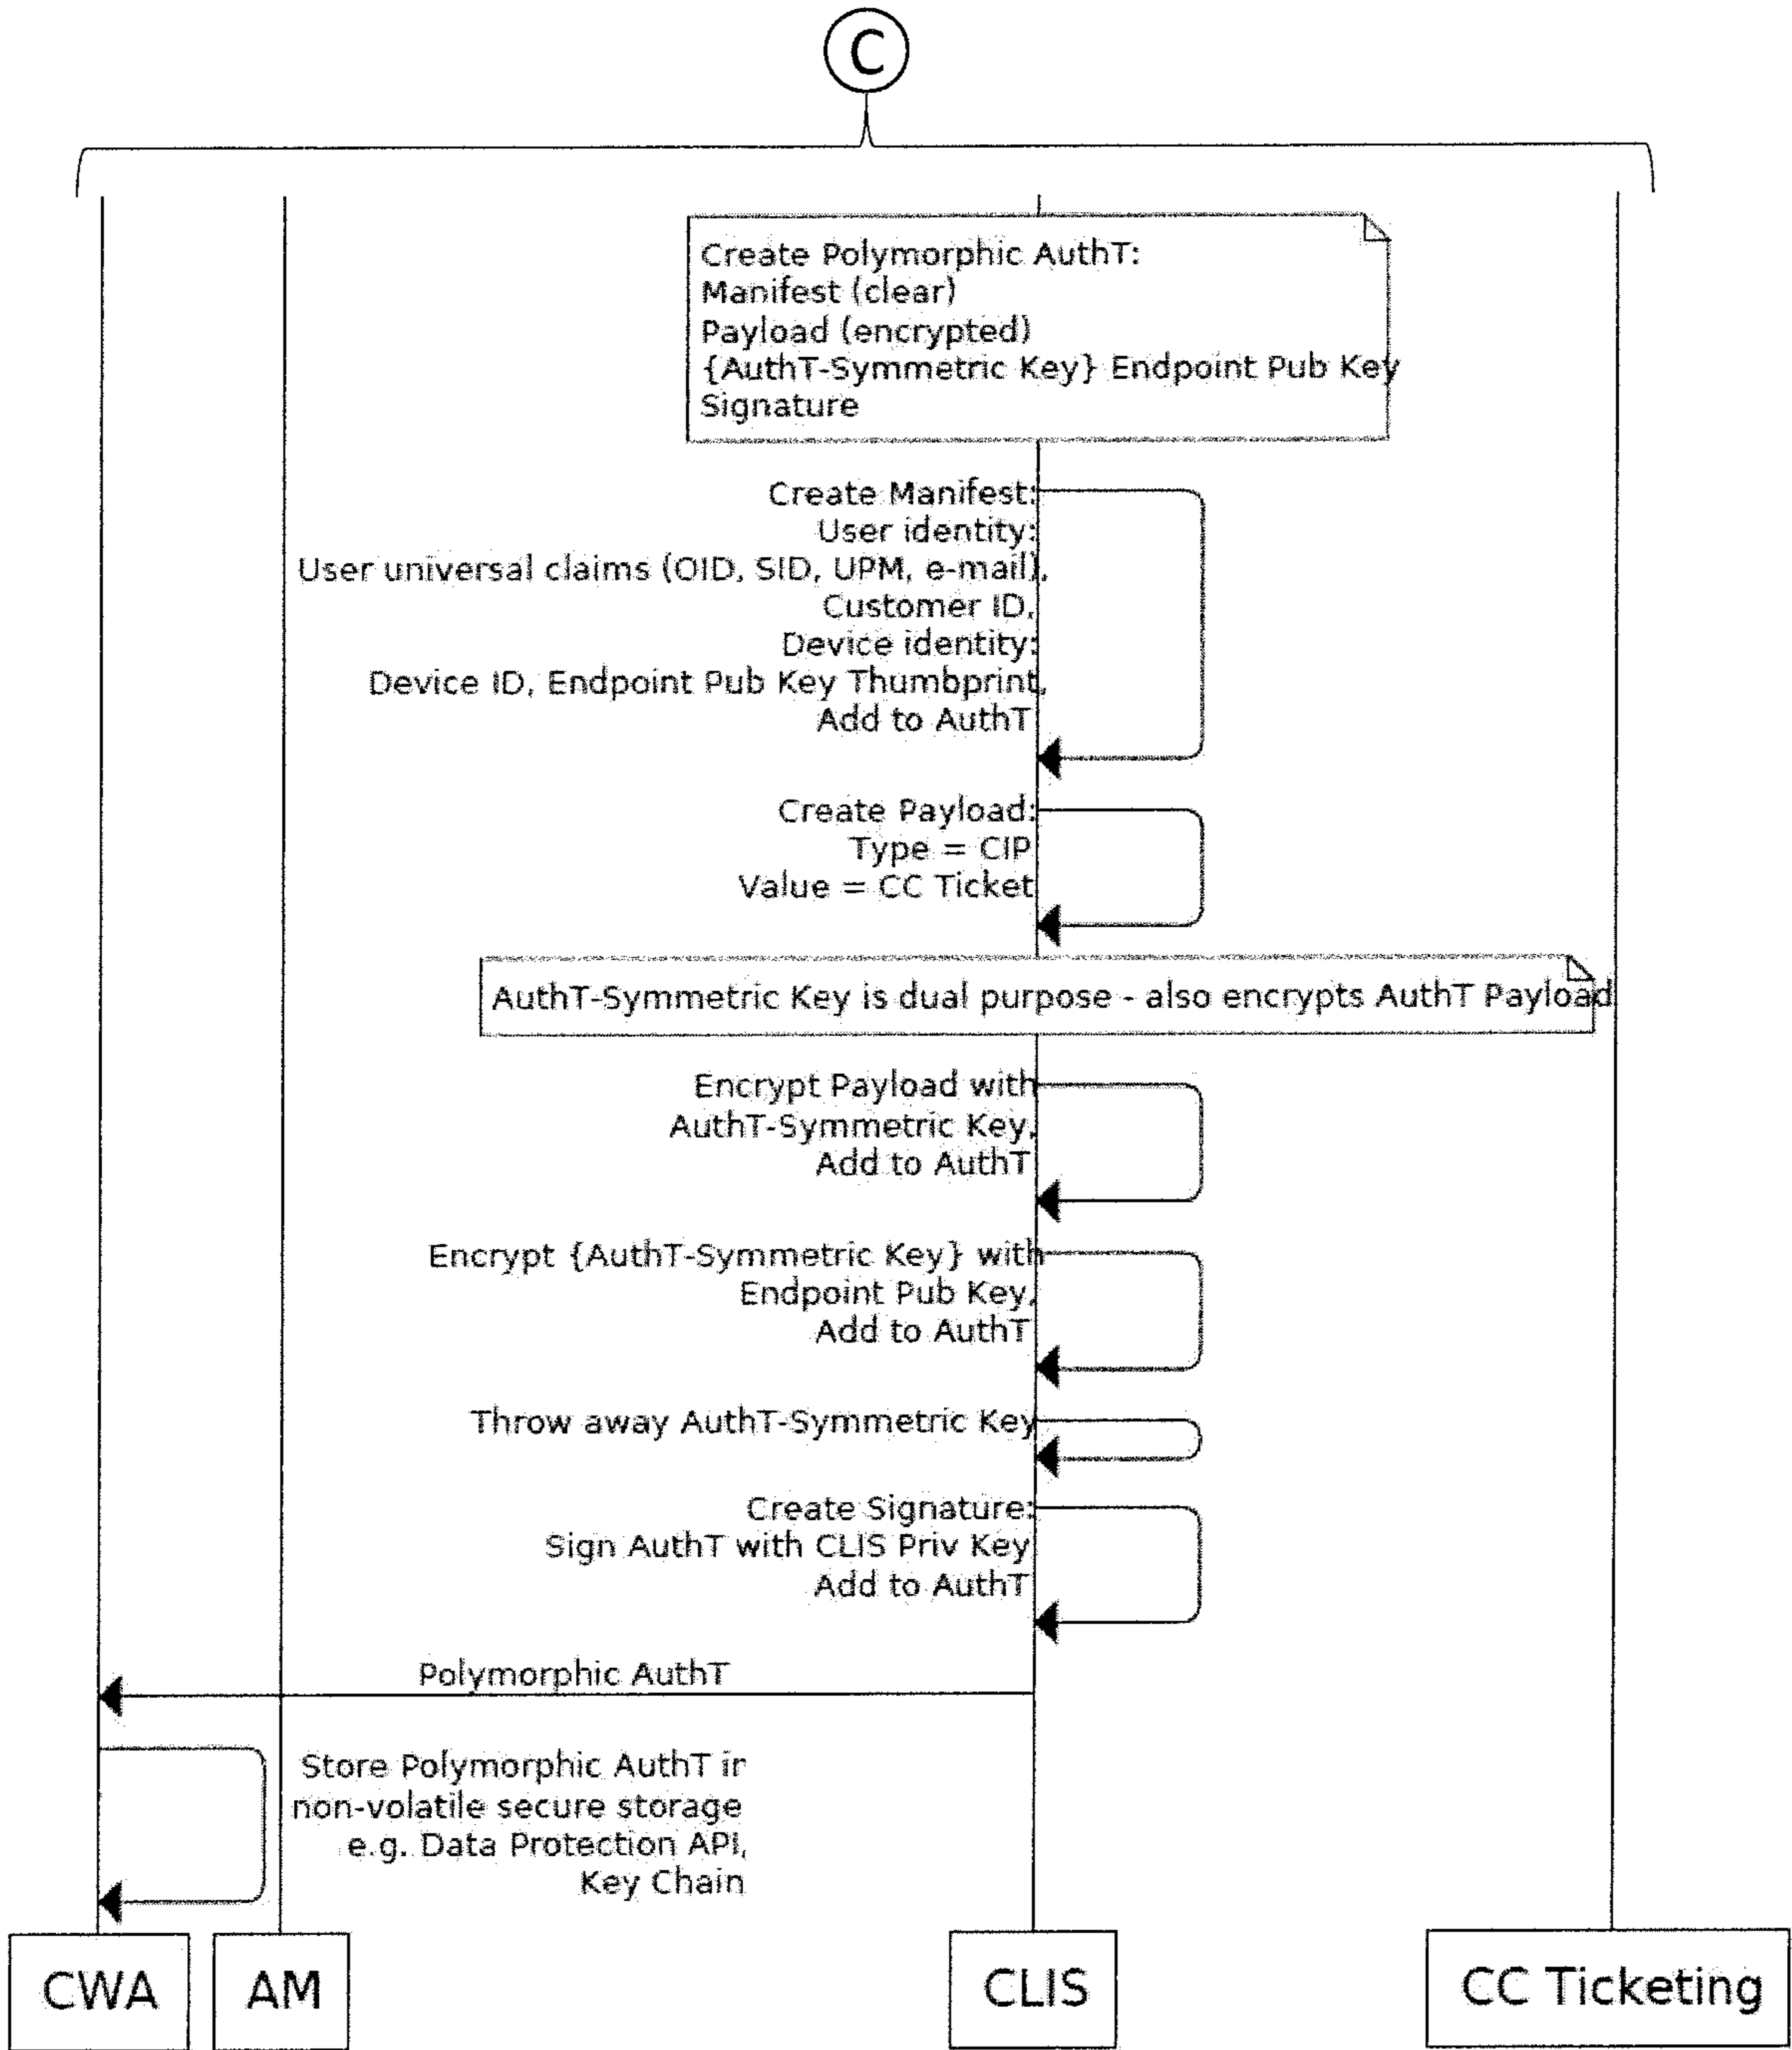 C
Create Polymorphic AuthT:
Manifest (clear)
Payload (encrypted)
{AuthT-Symmetric Key} Endpoint Pub Key
Signature
Create Manifest:
User identity:
User universal claims (OID, SID, UPM, e-mail),
Customer ID,
Device identity:
Device ID, Endpoint Pub Key Thumbprint,
Add to AuthT
Create Payload:
Type = CIP
Value = CC Ticket
AuthT-Symmetric Key is dual purpose - also encrypts AuthT Payload
Encrypt Payload with
AuthT-Symmetric Key,
Add to AuthT
Encrypt {AuthT-Symmetric Key} with
Endpoint Pub Key,
Add to AuthT
Throw away AuthT-Symmetric Key
Create Signature:
Sign AuthT with CLIS Priv Key
Add to AuthT
Polymorphic AuthT
Store Polymorphic AuthT in
non-volatile secure storage
e.g. Data Protection API,
Key Chain
CWA
AM
CLIS
CC Ticketing